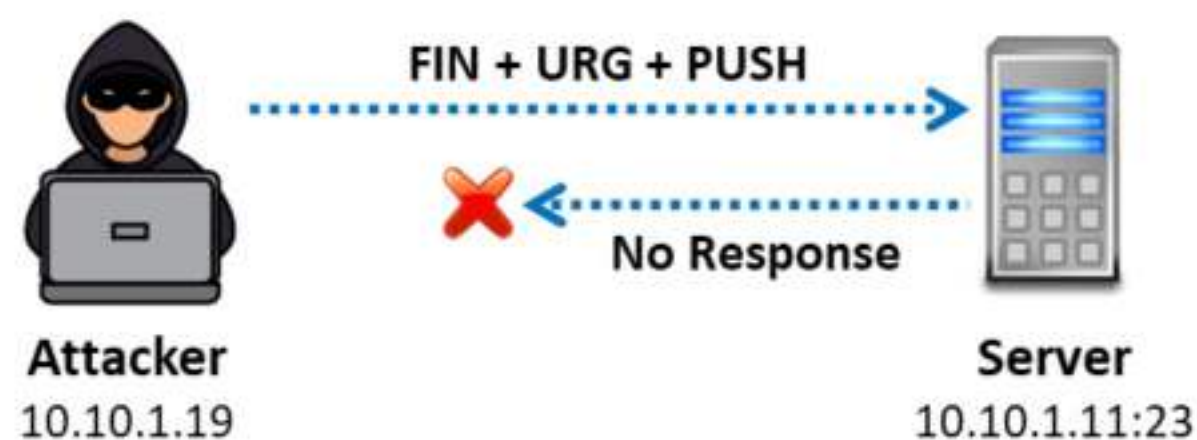 FIN + URG + PUSH
No Response
Attacker
Server
10.10.1.19
10.10.1.11:23